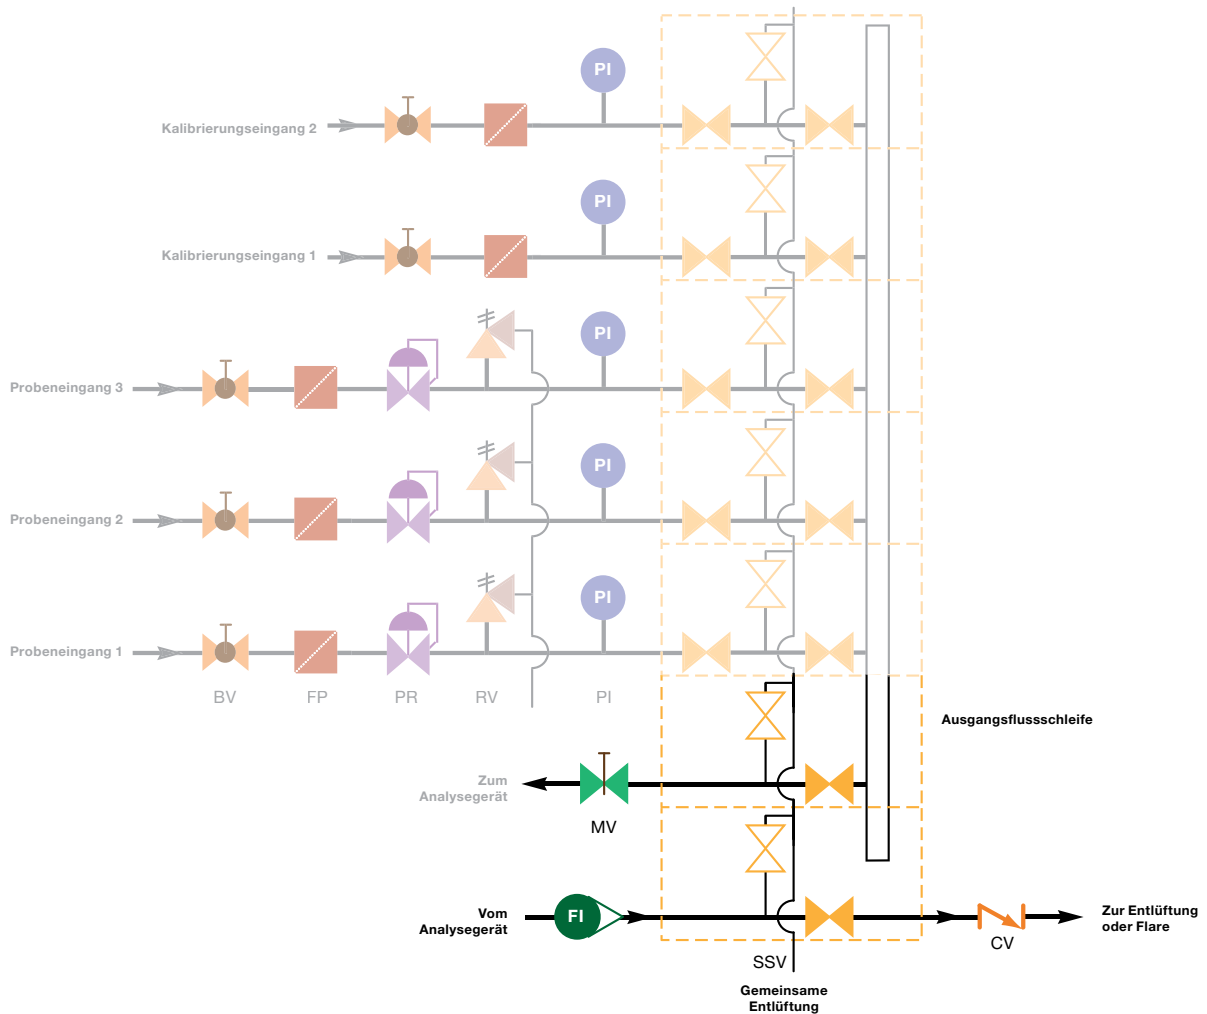 PI
Kalibrierungseingang 2
PI
Kalibrierungseingang 1
PI
Probeneingang 3
PI
Probeneingang 2
PI
Probeneingang 1
BV
FP
PR
RV
PI
Ausgangsflussschleife
Zum
Analysegerät
MV
Vom
Analysegerät
FI
Zur Entlüftung
oder Flare
CV
SSV
Gemeinsame
Entlüftung